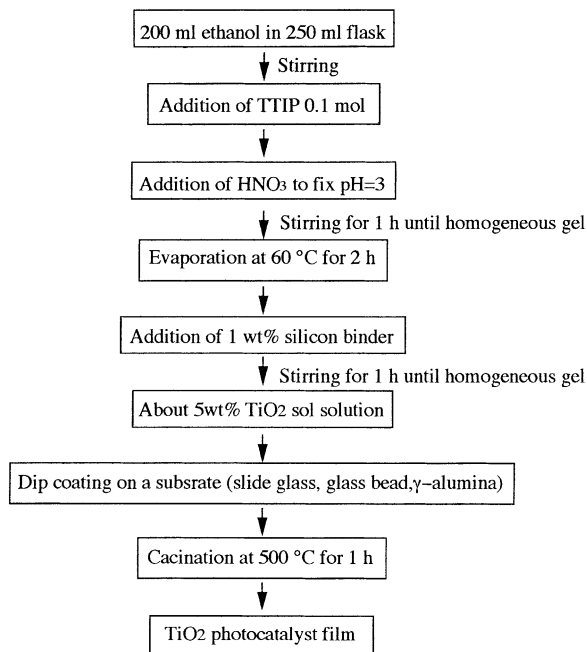 200 ml ethanol in 250 ml flask
Stirring
Addition of TTIP 0.1 mol
Addition of HNO3 to fix pH=3
Stirring for 1 h until homogeneous gel
Evaporation at 60 °C for 2 h
Addition of 1 wt% silicon binder
Stirring for 1 h until homogeneous gel
About 5wt% TiO2 sol solution
Dip coating on a subsrate (slide glass, glass bead,γ−alumina)
Cacination at 500 °C for 1 h
TiO2 photocatalyst film